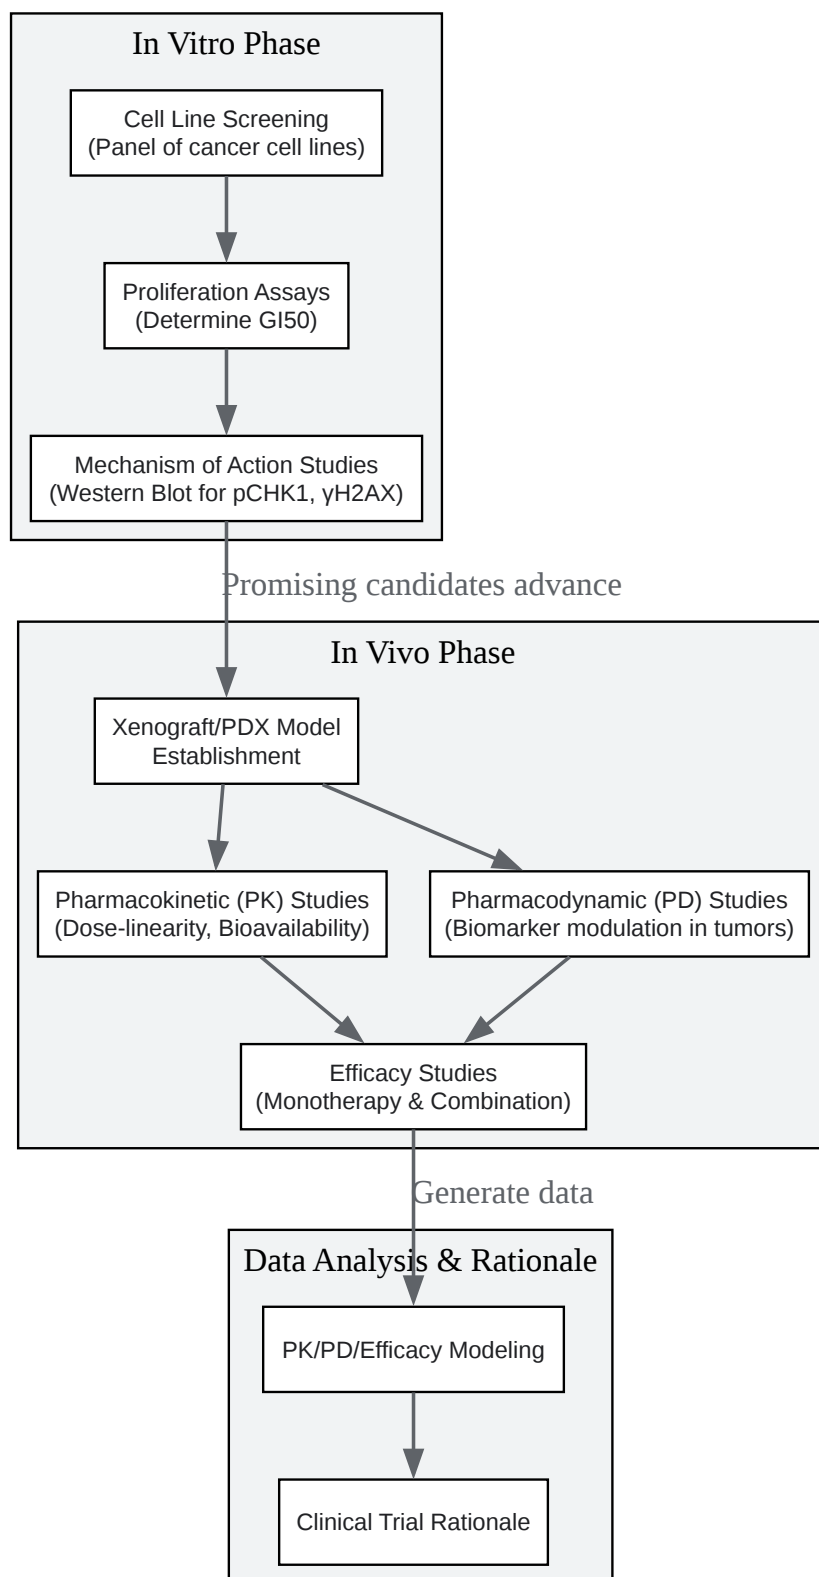 In Vitro Phase
Cell Line Screening
(Panel of cancer cell lines)
Proliferation Assays
(Determine GI50)
Mechanism of Action Studies
(Western Blot for pCHK1, γH2AX)
Promising candidates advance
In Vivo Phase
Xenograft/PDX Model
Establishment
Pharmacokinetic (PK) Studies
(Dose-linearity, Bioavailability)
Pharmacodynamic (PD) Studies
(Biomarker modulation in tumors)
Efficacy Studies
(Monotherapy & Combination)
Generate data
Data Analysis & Rationale
PK/PD/Efficacy Modeling
Clinical Trial Rationale